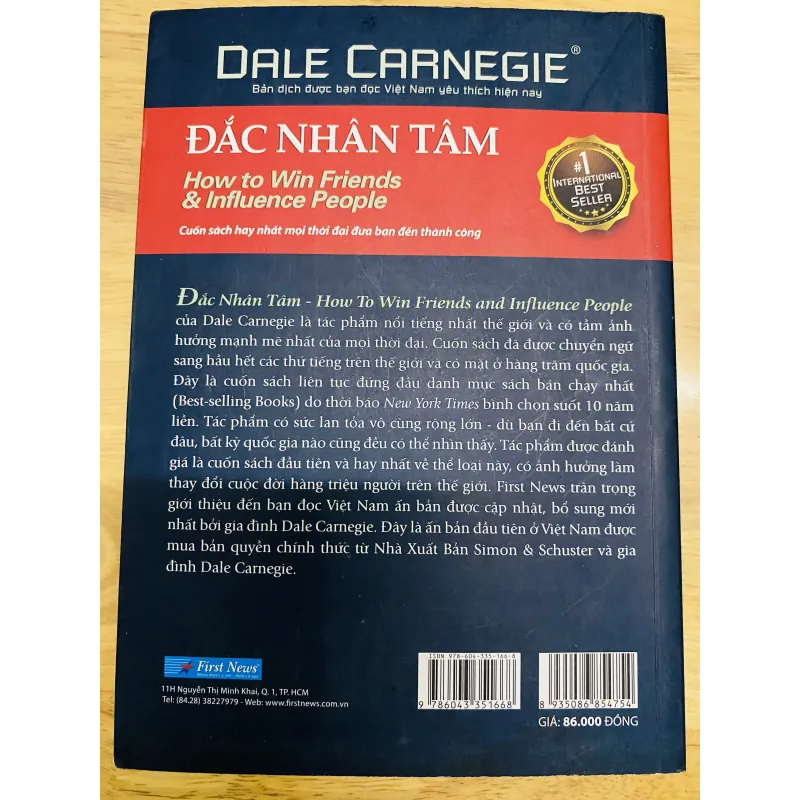 DALE CARNEGIE®
Bản dịch được bạn đọc Việt Nam yêu thích hiện nay
ĐẮC NHÂN TÂM
How to Win Friends
& Influence People
#1
INTERNATIONAL
BEST
SELLER
Cuốn sách hay nhất mọi thời đại đưa bạn đến thành công
Đắc Nhân Tâm - How To Win Friends and Influence People
của Dale Carnegie là tác phẩm nổi tiếng nhất thế giới và có tầm ảnh
hưởng mạnh mẽ nhất của mọi thời đại. Cuốn sách đã được chuyển ngữ
sang hầu hết các thứ tiếng trên thế giới và có mặt ở hàng trăm quốc gia.
Đây là cuốn sách liên tục đứng đầu danh mục sách bán chạy nhất
(Best-selling Books) do thời báo New York Times bình chọn suốt 10 năm
liền. Tác phẩm có sức lan tỏa vô cùng rộng lớn - dù bạn đi đến bất cứ
đâu, bất kỳ quốc gia nào cũng đều có thể nhìn thấy. Tác phẩm được đánh
giá là cuốn sách đầu tiên và hay nhất về thể loại này, có ảnh hưởng làm
thay đổi cuộc đời hàng triệu người trên thế giới. First News trân trọng
giới thiệu đến bạn đọc Việt Nam ấn bản được cập nhật, bổ sung mới
nhất bởi gia đình Dale Carnegie. Đây là ấn bản đầu tiên ở Việt Nam được
mua bản quyền chính thức từ Nhà Xuất Bản Simon & Schuster và gia
đình Dale Carnegie.
First News
11H Nguyễn Thị Minh Khai, Q. 1, TP. HCM
Tel: (84.28) 38227979 - Web: www.firstnews.com.vn
ISBN 978-604-335-166-8
9 786043 351668
8 935086 854754
GIÁ: 86.000 ĐỒNG